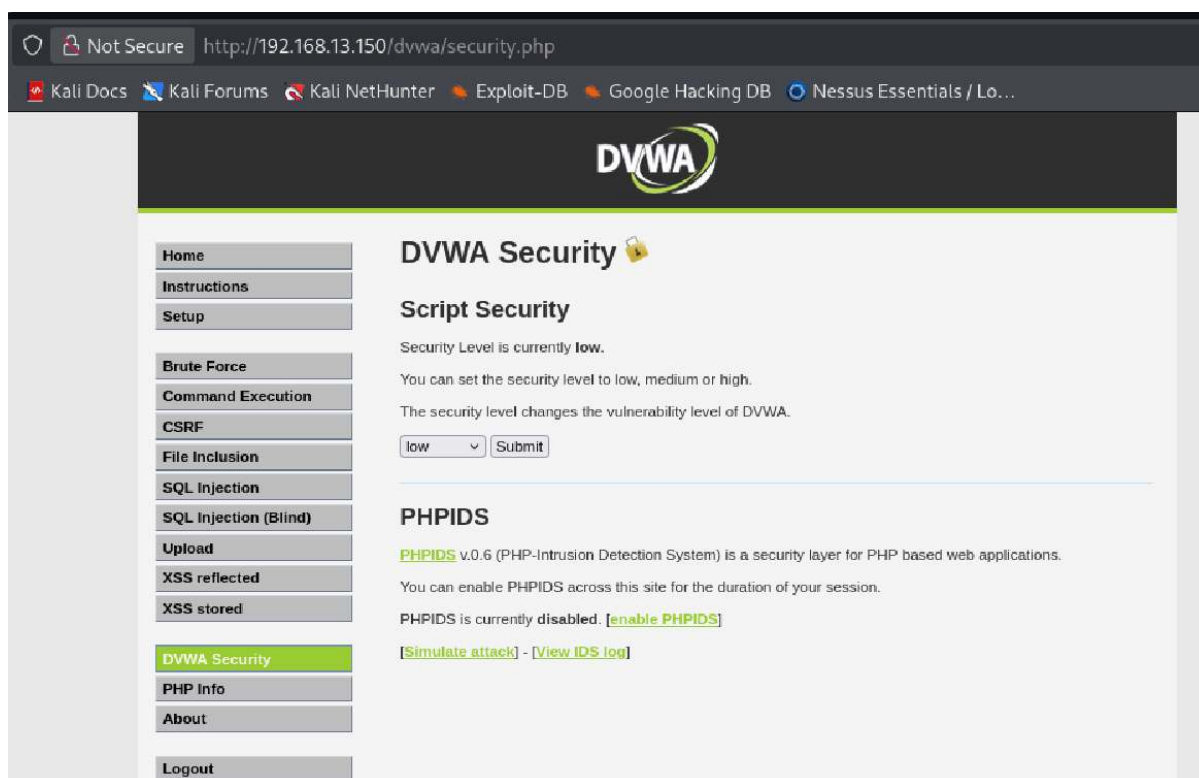 Not Secure http://192.168.13.150/dvwa/security.php
Kali Docs Kali Forums Kali NetHunter Exploit-DB Google Hacking DB Nessus Essentials / Lo...
DVWA
Home
Instructions
Setup
Brute Force
Command Execution
CSRF
File Inclusion
SQL Injection
SQL Injection (Blind)
Upload
XSS reflected
XSS stored
DVWA Security
PHP Info
About
Logout
DVWA Security
Script Security
Security Level is currently low.
You can set the security level to low, medium or high.
The security level changes the vulnerability level of DVWA.
low Submit
PHPIDS
PHPIDS v.0.6 (PHP-Intrusion Detection System) is a security layer for PHP based web applications.
You can enable PHPIDS across this site for the duration of your session.
PHPIDS is currently disabled. [enable PHPIDS]
[Simulate attack] - [View IDS log]